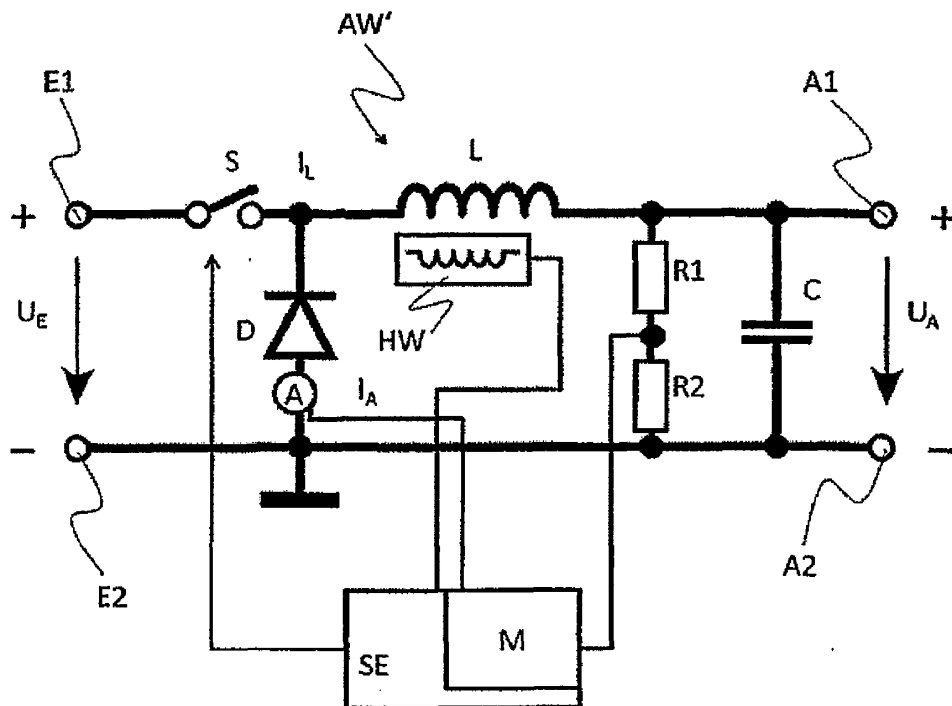 AW'
E1
A1
S
I_L
L
+
+
U_E
D
HW
R1
C
U_A
A
I_A
R2
−
−
E2
A2
SE
M